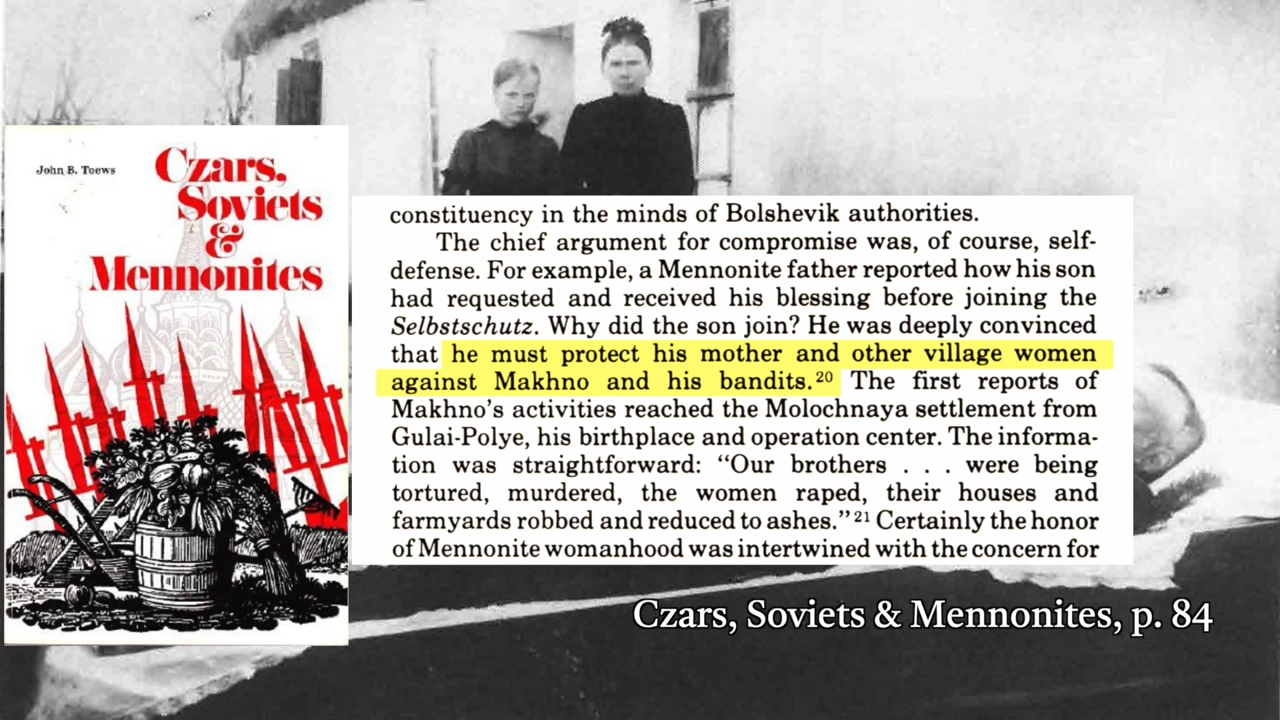 John B. Toews
Czars,
Soviets
&
Mennonites
constituency in the minds of Bolshevik authorities.
The chief argument for compromise was, of course, self-
defense. For example, a Mennonite father reported how his son
had requested and received his blessing before joining the
Selbstschutz. Why did the son join? He was deeply convinced
that he must protect his mother and other village women
against Makhno and his bandits.20 The first reports of
Makhno's activities reached the Molochnaya settlement from
Gulai-Polye, his birthplace and operation center. The informa-
tion was straightforward: “Our brothers . . . were being
tortured, murdered, the women raped, their houses and
farmyards robbed and reduced to ashes.”21 Certainly the honor
of Mennonite womanhood was intertwined with the concern for
Czars, Soviets & Mennonites, p. 84